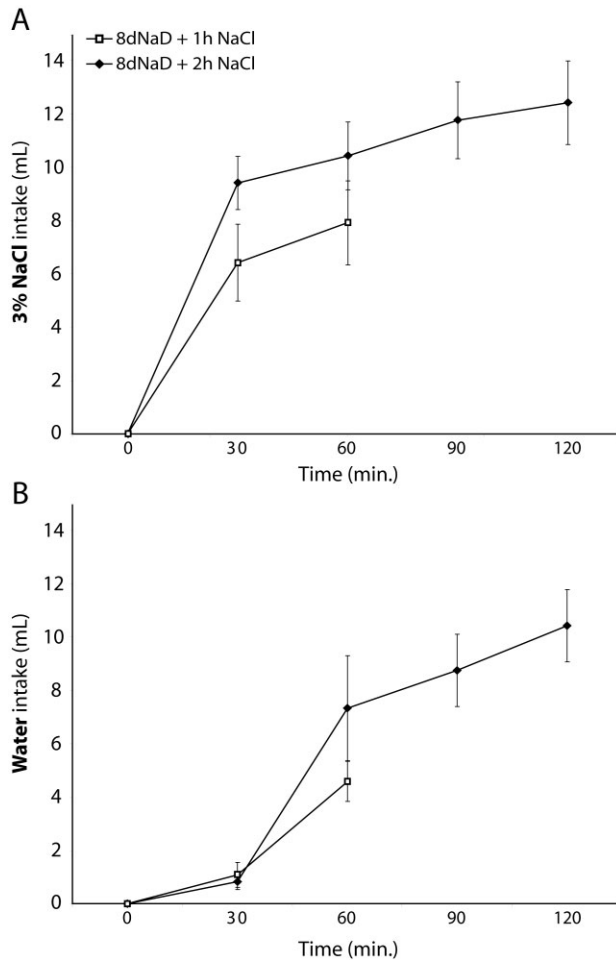 A
8dNaD + 1h NaCl
8dNaD + 2h NaCl
14
12
10
8
6
4
2
0
3% NaCl intake (mL)
0 30 60 90 120
Time (min.)
B
14
12
10
8
6
4
2
0
Water intake (mL)
0 30 60 90 120
Time (min.)